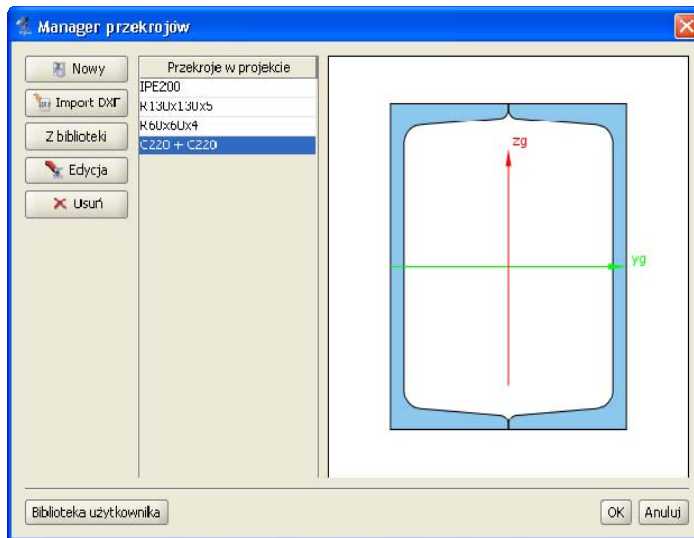 Manager przekrojów
Nowy
Import DXF
Z biblioteki
Edycja
Usuń
Przekroje w projekcie
IPE200
R130x130x5
R60x60x4
C220 + C220
zg
yg
Biblioteka użytkownika
OK
Anuluj